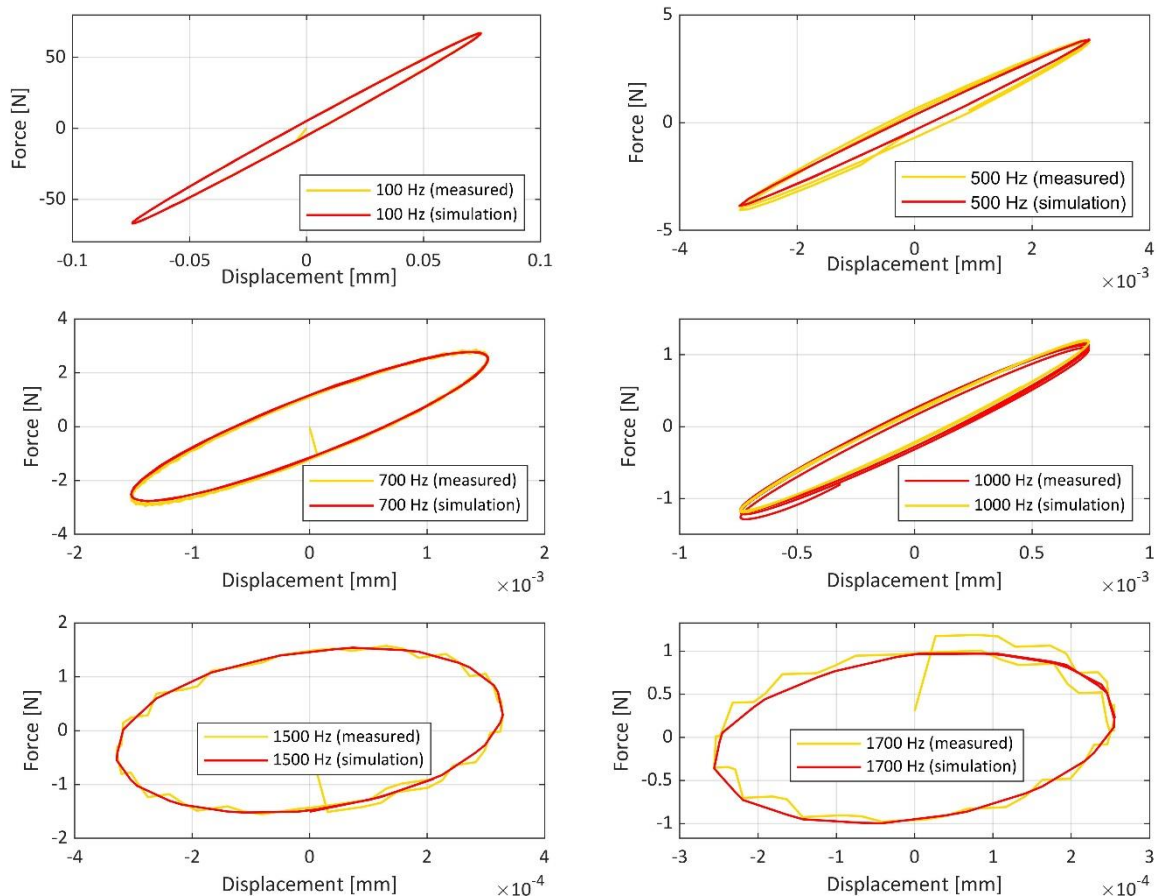 Force [N]
50
0
-50
100 Hz (measured)
100 Hz (simulation)
-0.1 -0.05 0 0.05 0.1
Displacement [mm]
Force [N]
5
0
-5
500 Hz (measured)
500 Hz (simulation)
-4 -2 0 2 4
Displacement [mm]
×10-3
Force [N]
4
2
0
-2
-4
700 Hz (measured)
700 Hz (simulation)
-2 -1 0 1 2
Displacement [mm]
×10-3
Force [N]
1
0
-1
1000 Hz (measured)
1000 Hz (simulation)
-1 -0.5 0 0.5 1
Displacement [mm]
×10-3
Force [N]
2
1
0
-1
-2
1500 Hz (measured)
1500 Hz (simulation)
-4 -2 0 2 4
Displacement [mm]
×10-4
Force [N]
1
0.5
0
-0.5
-1
1700 Hz (measured)
1700 Hz (simulation)
-3 -2 -1 0 1 2 3
Displacement [mm]
×10-4